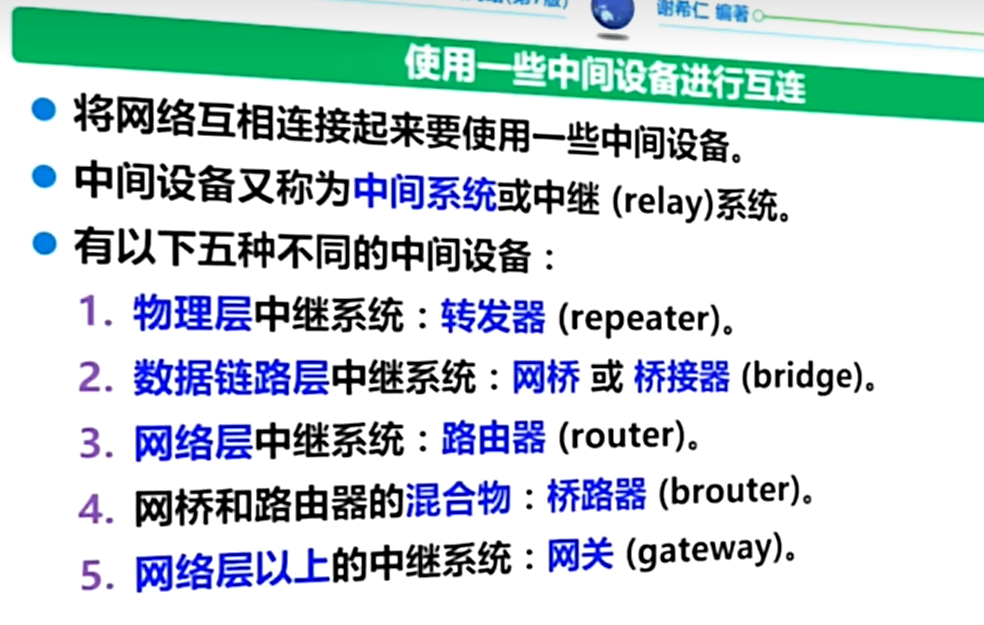 谢希仁 编著
使用一些中间设备进行互连
将网络互相连接起来要使用一些中间设备。
中间设备又称为中间系统或中继 (relay)系统。
有以下五种不同的中间设备：
1. 物理层中继系统：转发器 (repeater)。
2. 数据链路层中继系统：网桥 或 桥接器 (bridge)。
3. 网络层中继系统：路由器 (router)。
4. 网桥和路由器的混合物：桥路器 (brouter)。
5. 网络层以上的中继系统：网关 (gateway)。